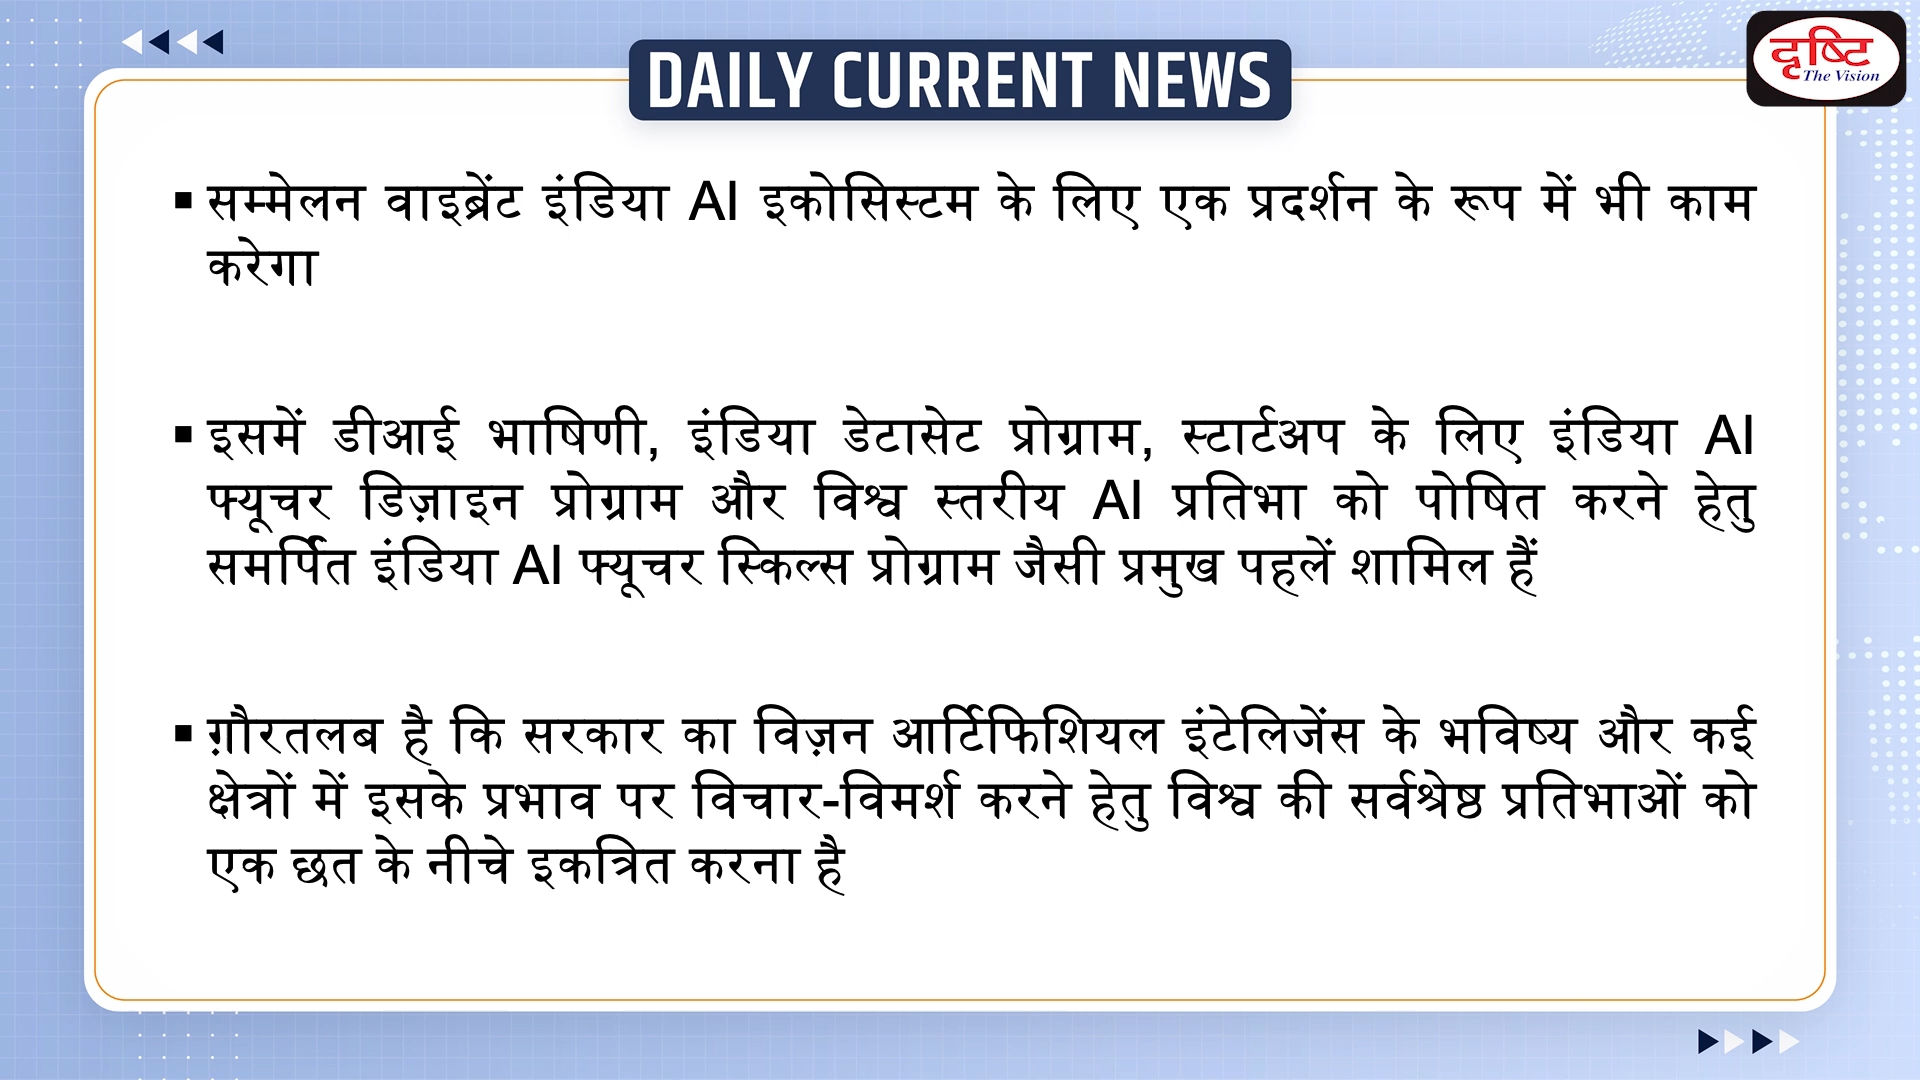 DAILY CURRENT NEWS
दृष्टि
The Vision
▪ सम्मेलन वाइब्रेंट इंडिया AI इकोसिस्टम के लिए एक प्रदर्शन के रूप में भी काम
करेगा
▪ इसमें डीआई भाषिणी, इंडिया डेटासेट प्रोग्राम, स्टार्टअप के लिए इंडिया AI
फ्यूचर डिज़ाइन प्रोग्राम और विश्व स्तरीय AI प्रतिभा को पोषित करने हेतु
समर्पित इंडिया AI फ्यूचर स्किल्स प्रोग्राम जैसी प्रमुख पहलें शामिल हैं
▪ ग़ौरतलब है कि सरकार का विज़न आर्टिफिशियल इंटेलिजेंस के भविष्य और कई
क्षेत्रों में इसके प्रभाव पर विचार-विमर्श करने हेतु विश्व की सर्वश्रेष्ठ प्रतिभाओं को
एक छत के नीचे इकत्रित करना है